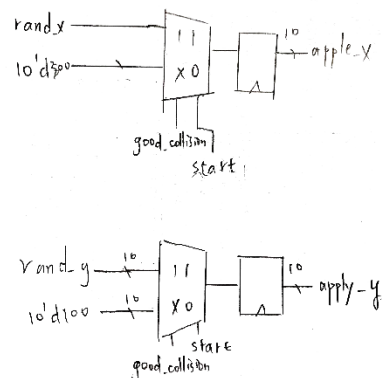 rand_x
11
10
apple_x
10'd300
x0
good_collision
start
rand_y
10
11
10
apply_y
10'd100
10
x0
start
good_collision